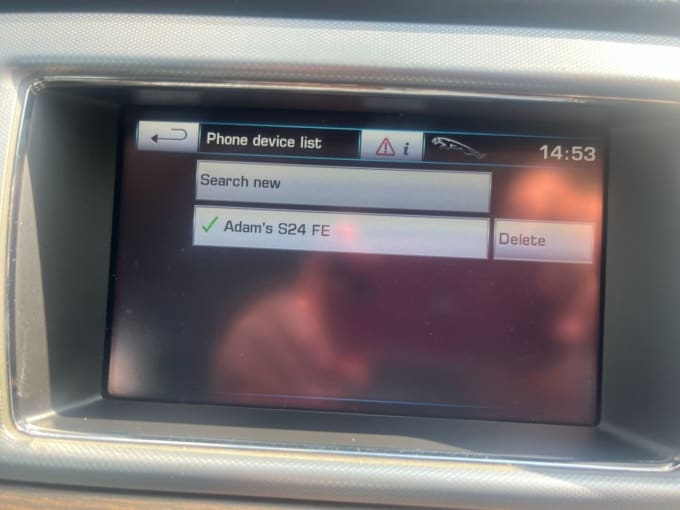 Phone device list
i
14:53
Search new
✓ Adam's S24 FE
Delete